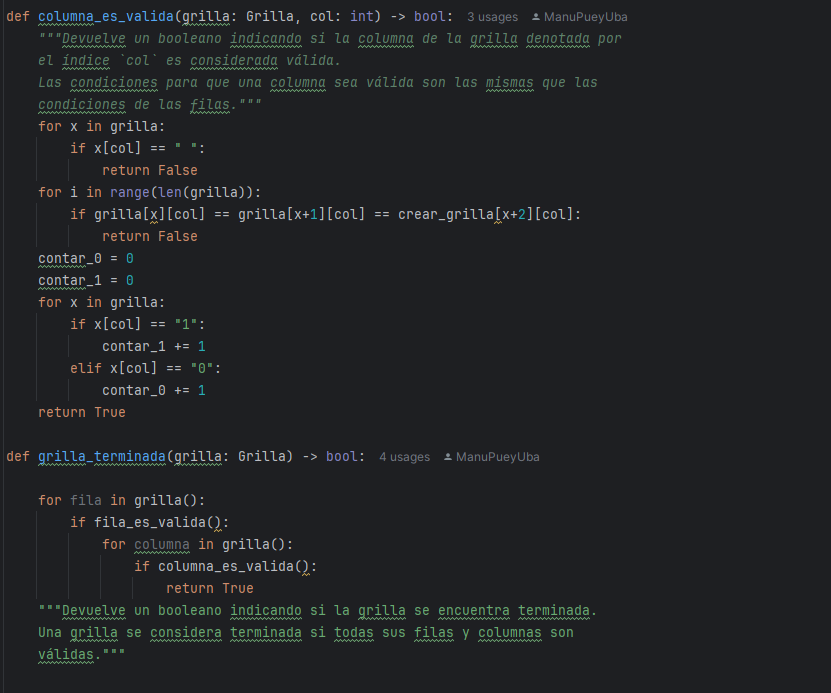 def columna_es_valida(grilla: Grilla, col: int) -> bool:  3 usages  ManuPueyUba
    """Devuelve un booleano indicando si la columna de la grilla denotada por
    el índice `col` es considerada válida.
    Las condiciones para que una columna sea válida son las mismas que las
    condiciones de las filas."""
    for x in grilla:
        if x[col] == " ":
            return False
    for i in range(len(grilla)):
        if grilla[x][col] == grilla[x+1][col] == crear_grilla[x+2][col]:
            return False
    contar_0 = 0
    contar_1 = 0
    for x in grilla:
        if x[col] == "1":
            contar_1 += 1
        elif x[col] == "0":
            contar_0 += 1
    return True
def grilla_terminada(grilla: Grilla) -> bool:  4 usages  ManuPueyUba
    for fila in grilla():
        if fila_es_valida():
            for columna in grilla():
                if columna_es_valida():
                    return True
    """Devuelve un booleano indicando si la grilla se encuentra terminada.
    Una grilla se considera terminada si todas sus filas y columnas son
    válidas."""